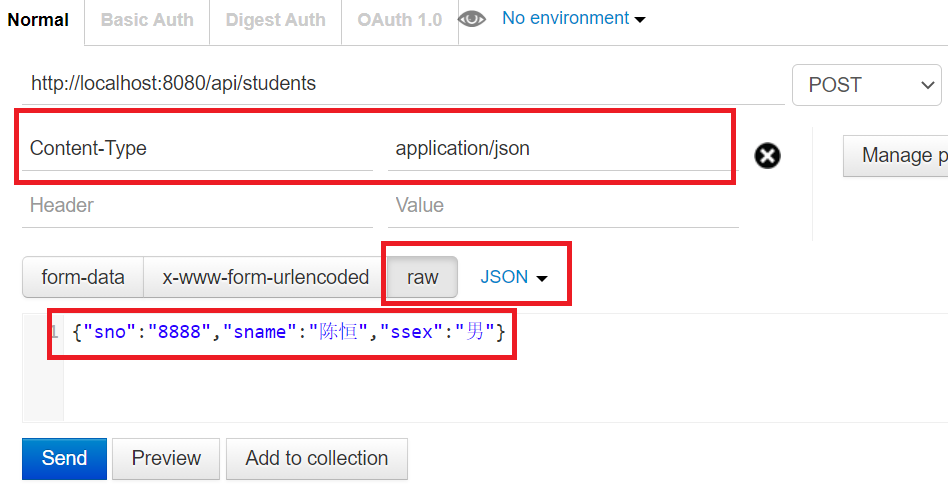 Normal Basic Auth Digest Auth OAuth 1.0 No environment
http://localhost:8080/api/students POST
Content-Type application/json Manage p
Header Value
form-data x-www-form-urlencoded raw JSON
1 {"sno":"8888","sname":"陈恒","ssex":"男"}
Send Preview Add to collection